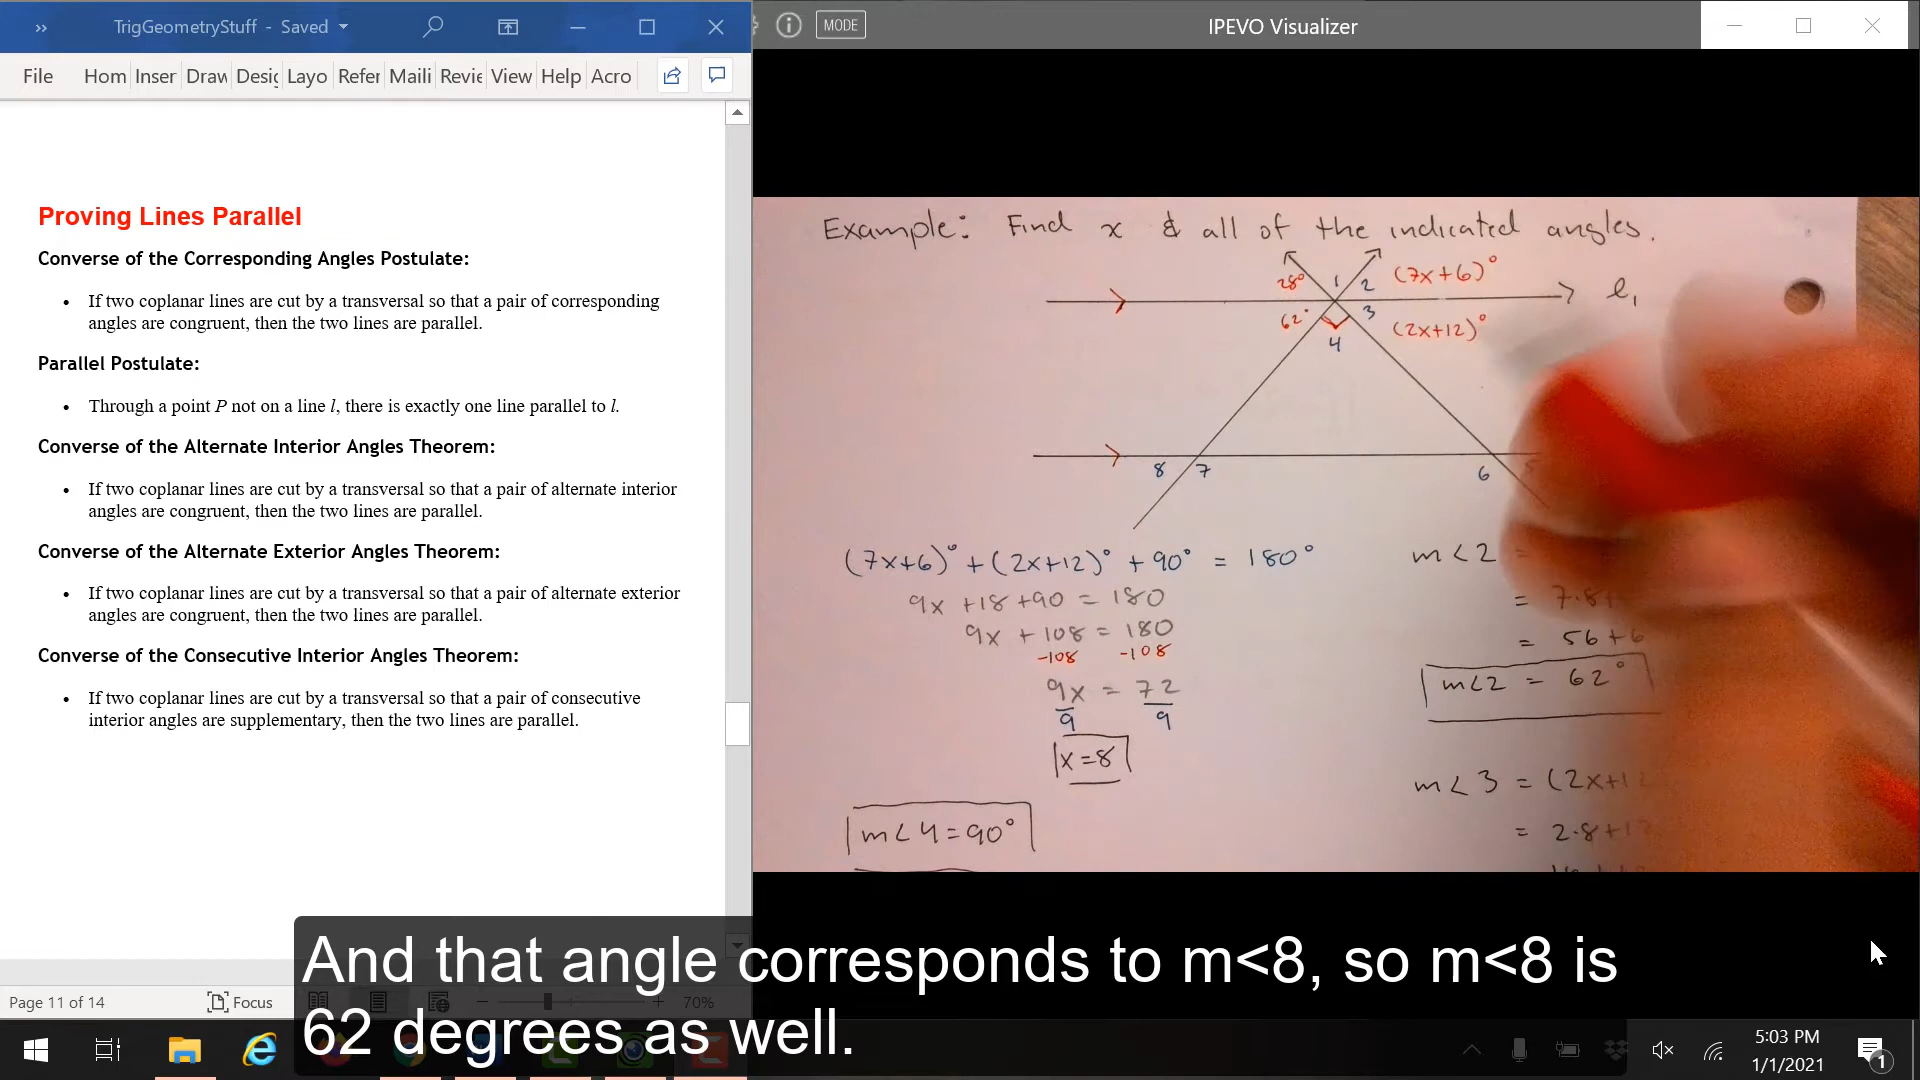 TrigGeometryStuff - Saved
File Hom Inser Draw Desig Layo Refer Maili Revie View Help Acro
Proving Lines Parallel
Converse of the Corresponding Angles Postulate:
• If two coplanar lines are cut by a transversal so that a pair of corresponding
angles are congruent, then the two lines are parallel.
Parallel Postulate:
• Through a point P not on a line l, there is exactly one line parallel to l.
Converse of the Alternate Interior Angles Theorem:
• If two coplanar lines are cut by a transversal so that a pair of alternate interior
angles are congruent, then the two lines are parallel.
Converse of the Alternate Exterior Angles Theorem:
• If two coplanar lines are cut by a transversal so that a pair of alternate exterior
angles are congruent, then the two lines are parallel.
Converse of the Consecutive Interior Angles Theorem:
• If two coplanar lines are cut by a transversal so that a pair of consecutive
interior angles are supplementary, then the two lines are parallel.
Page 11 of 14 Focus 70%
MODE IPEVO Visualizer
Example: Find x & all of the indicated angles.
28° 1 2 (7x+6)° l₁
62° 3 (2x+12)°
4
8 7 6
(7x+6)° + (2x+12)° + 90° = 180°
9x +18 +90 = 180
9x + 108 = 180
-108 -108
9x = 72
9 9
x=8
m<4=90°
m<2 =
= 7·8+
= 56+6
m<2 = 62°
m<3 = (2x+12
= 2·8+12
And that angle corresponds to m<8, so m<8 is
62 degrees as well.
5:03 PM
1/1/2021
1